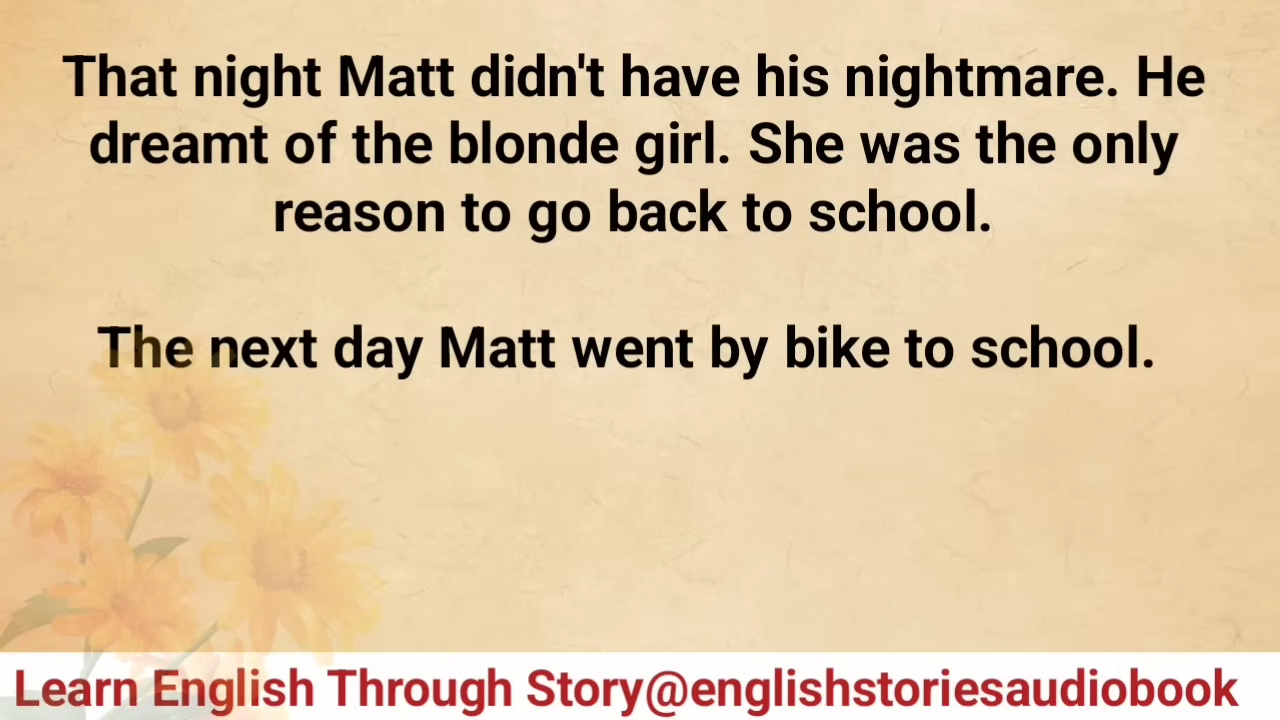 That night Matt didn't have his nightmare. He
dreamt of the blonde girl. She was the only
reason to go back to school.
The next day Matt went by bike to school.
Learn English Through Story@englishstoriesaudiobook